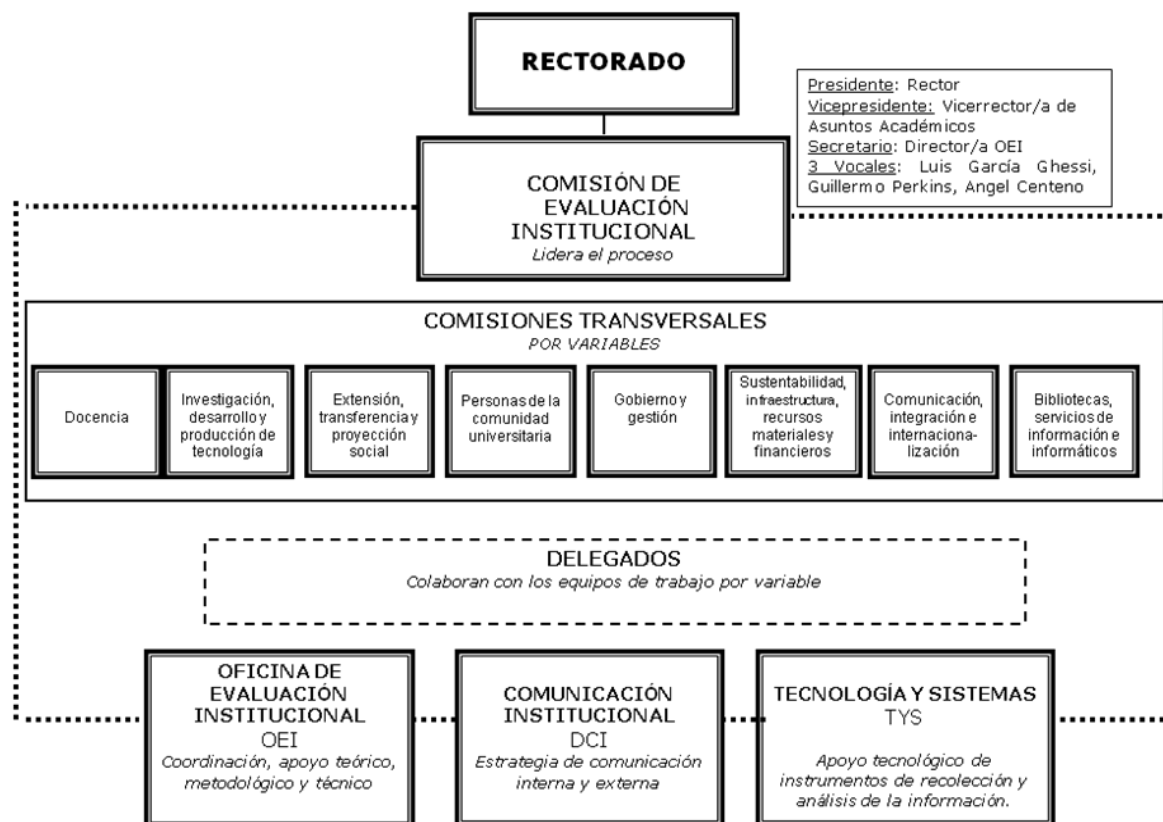 RECTORADO
Presidente: Rector
Vicepresidente: Vicerrector/a de
Asuntos Académicos
Secretario: Director/a OEI
3 Vocales: Luis García Ghessi,
Guillermo Perkins, Angel Centeno
COMISIÓN DE
EVALUACIÓN
INSTITUCIONAL
Lidera el proceso
COMISIONES TRANSVERSALES
POR VARIABLES
Docencia
Investigación,
desarrollo y
producción de
tecnología
Extensión,
transferencia y
proyección
social
Personas de la
comunidad
universitaria
Gobierno y
gestión
Sustentabilidad,
infraestructura,
recursos
materiales y
financieros
Comunicación,
integración e
internaciona-
lización
Bibliotecas,
servicios de
información e
informáticos
DELEGADOS
Colaboran con los equipos de trabajo por variable
OFICINA DE
EVALUACIÓN
INSTITUCIONAL
OEI
Coordinación, apoyo teórico,
metodológico y técnico
COMUNICACIÓN
INSTITUCIONAL
DCI
Estrategia de comunicación
interna y externa
TECNOLOGÍA Y SISTEMAS
TYS
Apoyo tecnológico de
instrumentos de recolección y
análisis de la información.